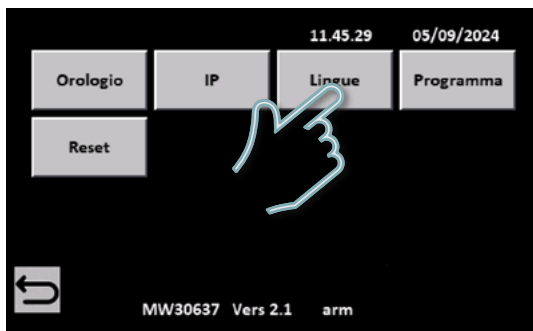 11.45.29 05/09/2024
Orologio IP Lingue Programma
Reset
MW30637 Vers 2.1 arm